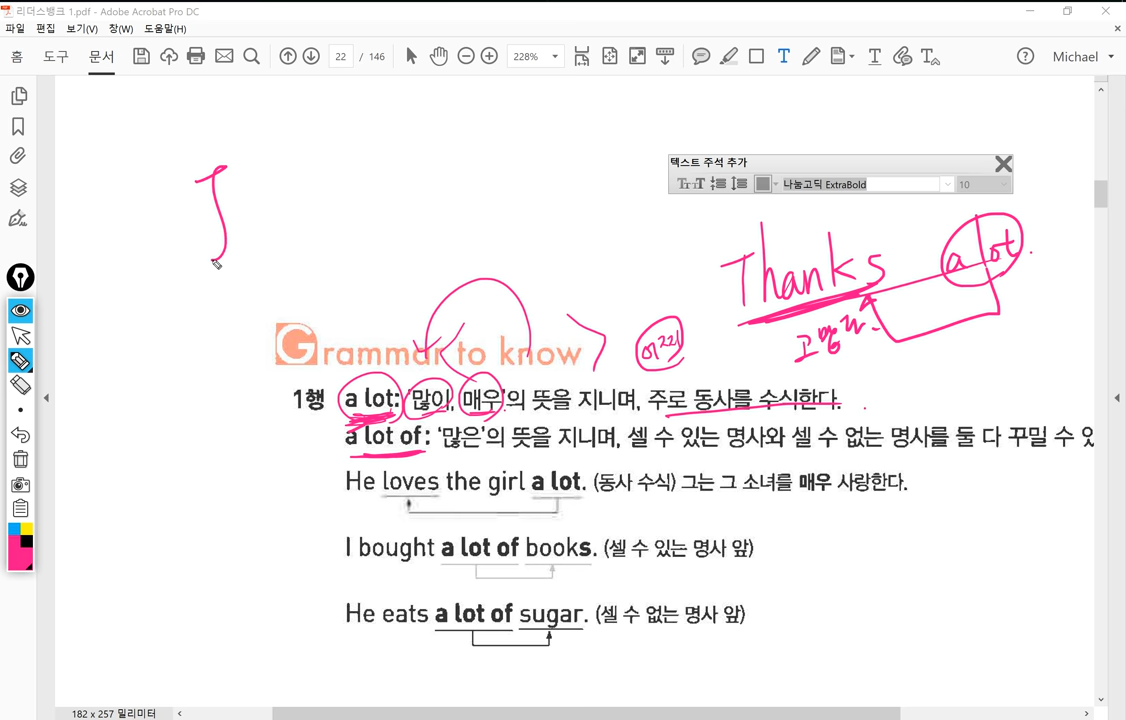 리더스뱅크 1.pdf - Adobe Acrobat Pro DC
파일 편집 보기(V) 창(W) 도움말(H)
홈 도구 문서 22 / 146 228% Michael
텍스트 주석 추가
나눔고딕 ExtraBold 10
Thanks a lot.
Grammar to know
1행 a lot: '많이, 매우'의 뜻을 지니며, 주로 동사를 수식한다.
a lot of: '많은'의 뜻을 지니며, 셀 수 있는 명사와 셀 수 없는 명사를 둘 다 꾸밀 수 있
He loves the girl a lot. (동사 수식) 그는 그 소녀를 매우 사랑한다.
I bought a lot of books. (셀 수 있는 명사 앞)
He eats a lot of sugar. (셀 수 없는 명사 앞)
182 x 257 밀리미터